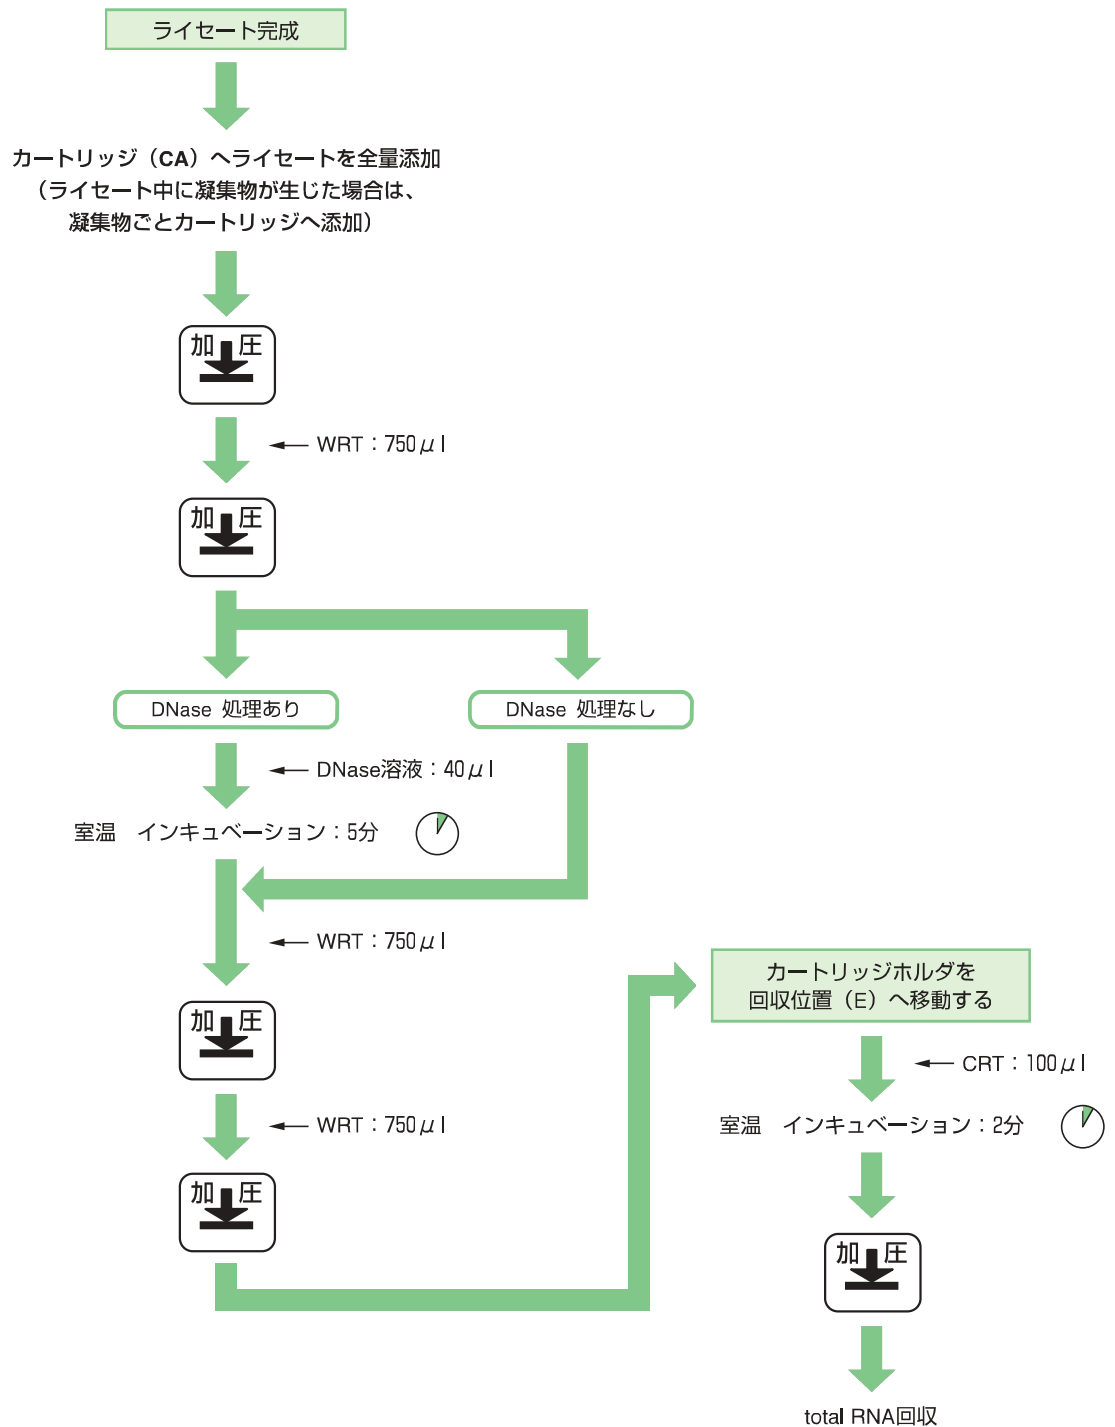 ライセート完成
カートリッジ（CA）へライセートを全量添加
（ライセート中に凝集物が生じた場合は、
凝集物ごとカートリッジへ添加）
加圧
WRT：750μl
加圧
DNase 処理あり
DNase 処理なし
DNase溶液：40μl
室温　インキュベーション：5分
WRT：750μl
加圧
WRT：750μl
加圧
カートリッジホルダを
回収位置（E）へ移動する
CRT：100μl
室温　インキュベーション：2分
加圧
total RNA回収